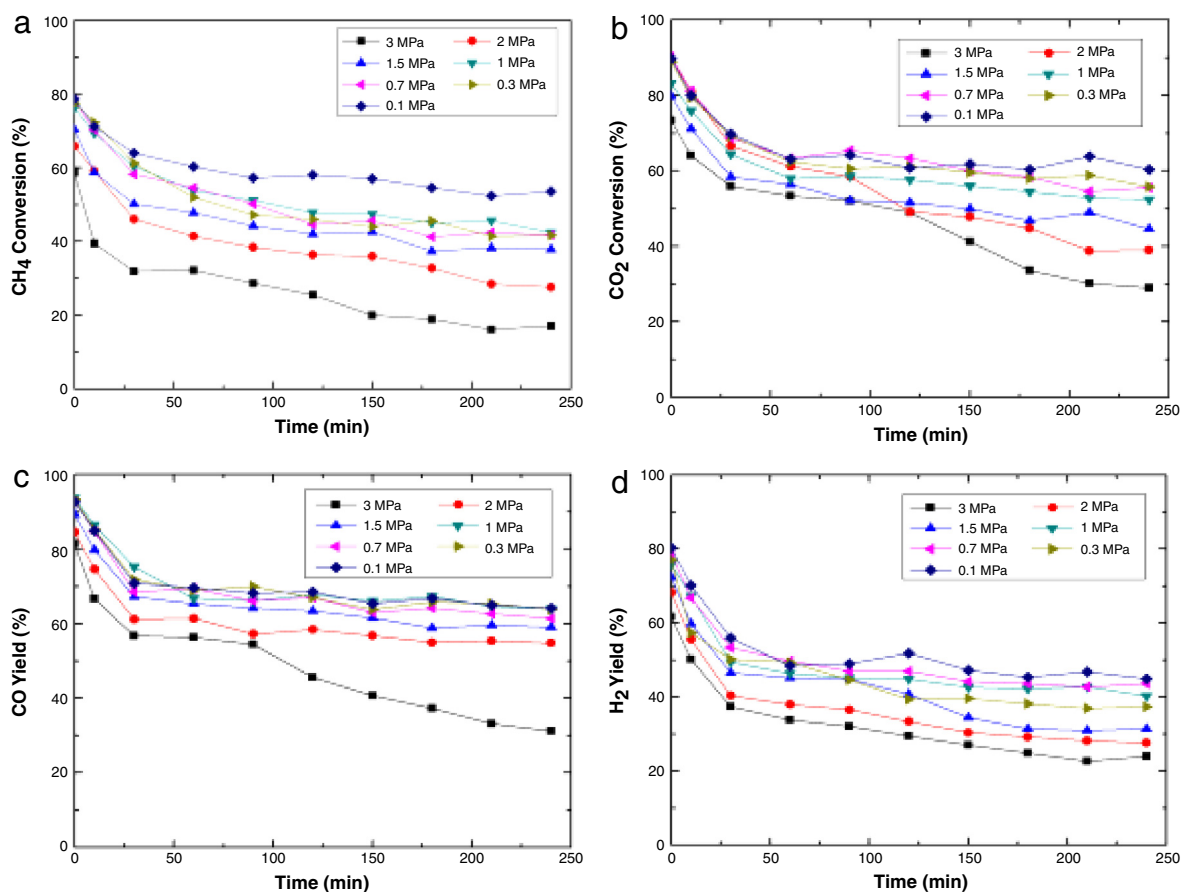 a
CH4 Conversion (%)
100
80
60
40
20
0
3 MPa 2 MPa
1.5 MPa 1 MPa
0.7 MPa 0.3 MPa
0.1 MPa
0 50 100 150 200 250
Time (min)
b
CO2 Conversion (%)
100
80
60
40
20
0
3 MPa 2 MPa
1.5 MPa 1 MPa
0.7 MPa 0.3 MPa
0.1 MPa
0 50 100 150 200 250
Time (min)
c
CO Yield (%)
100
80
60
40
20
0
3 MPa 2 MPa
1.5 MPa 1 MPa
0.7 MPa 0.3 MPa
0.1 MPa
0 50 100 150 200 250
Time (min)
d
H2 Yield (%)
100
80
60
40
20
0
3 MPa 2 MPa
1.5 MPa 1 MPa
0.7 MPa 0.3 MPa
0.1 MPa
0 50 100 150 200 250
Time (min)